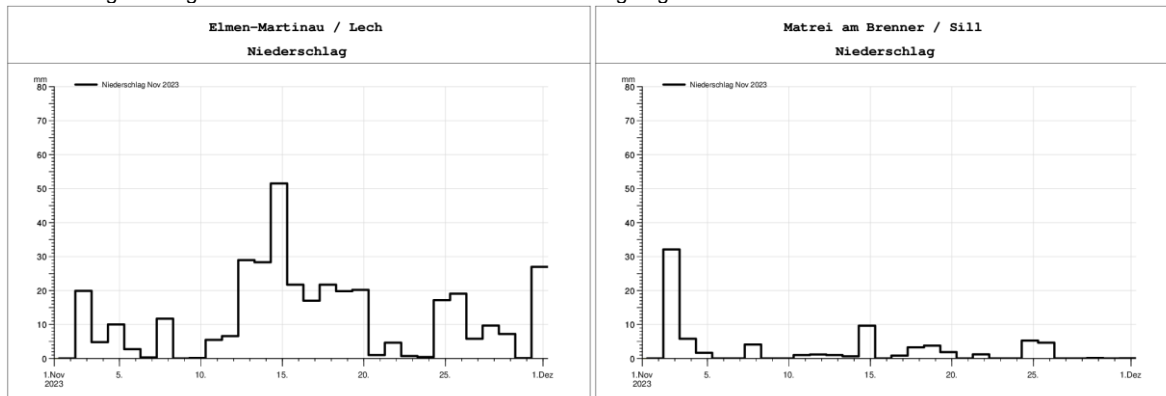 Elmen-Martinau / Lech
Niederschlag
mm
Niederschlag Nov 2023
80
70
60
50
40
30
20
10
0
1.Nov 5. 10. 15. 20. 25. 1.Dez
2023
Matrei am Brenner / Sill
Niederschlag
mm
Niederschlag Nov 2023
80
70
60
50
40
30
20
10
0
1.Nov 5. 10. 15. 20. 25. 1.Dez
2023